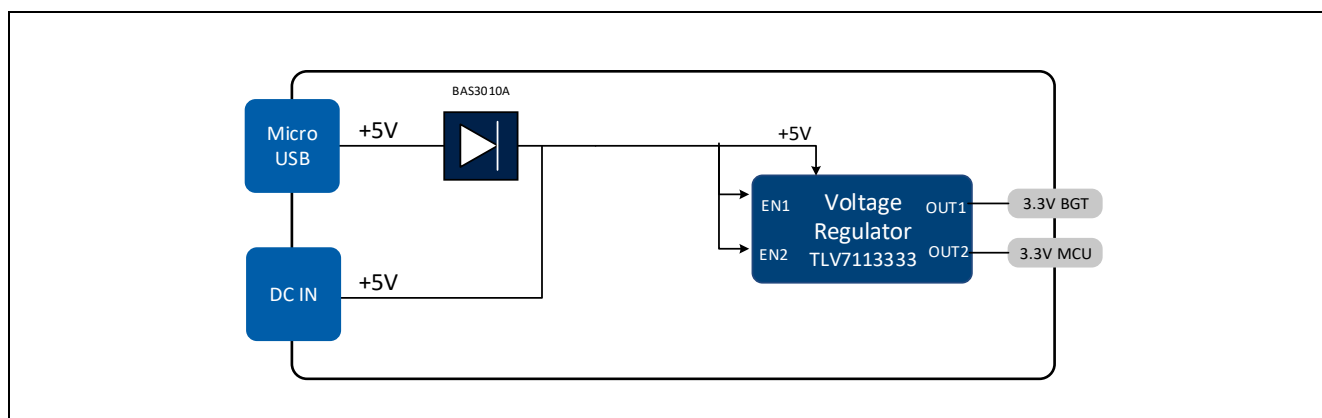 BAS3010A
Micro
USB
+5V
+5V
EN1
Voltage
Regulator
TLV7113333
EN2
OUT1
OUT2
3.3V BGT
3.3V MCU
DC IN
+5V